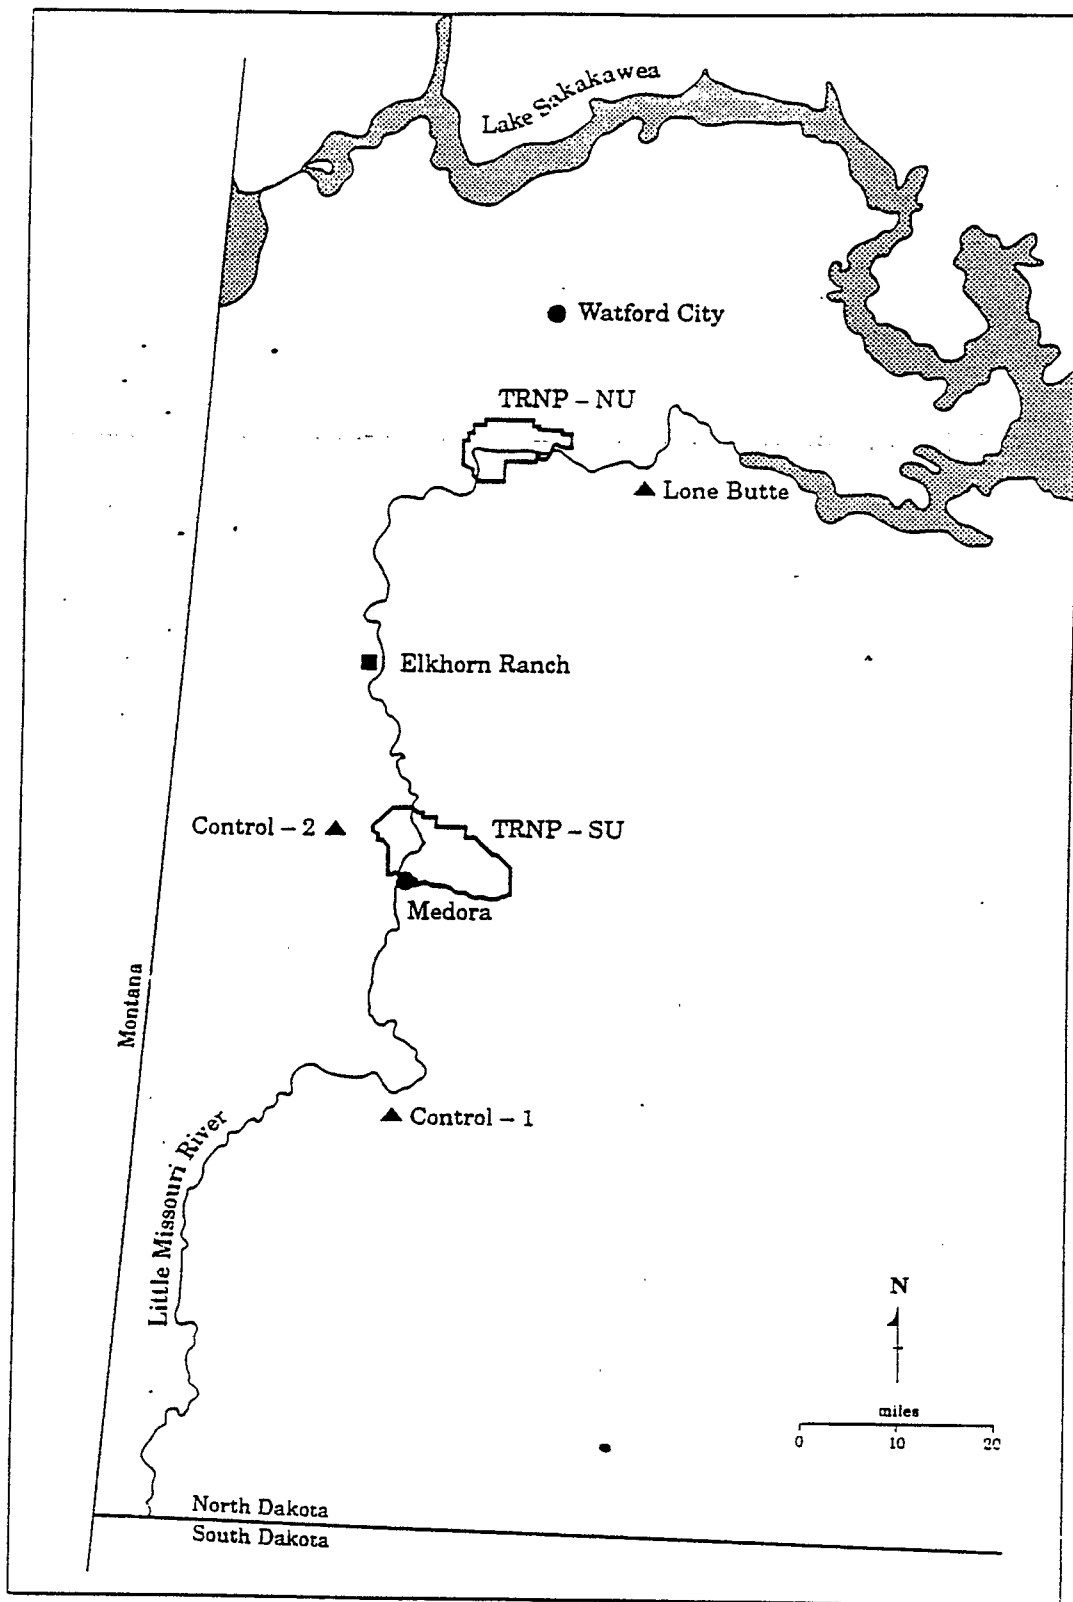 Lake Sakakawea
Watford City
TRNP – NU
Lone Butte
Elkhorn Ranch
Control – 2
TRNP – SU
Medora
Montana
Control – 1
Little Missouri River
N
miles
0 10 20
North Dakota
South Dakota